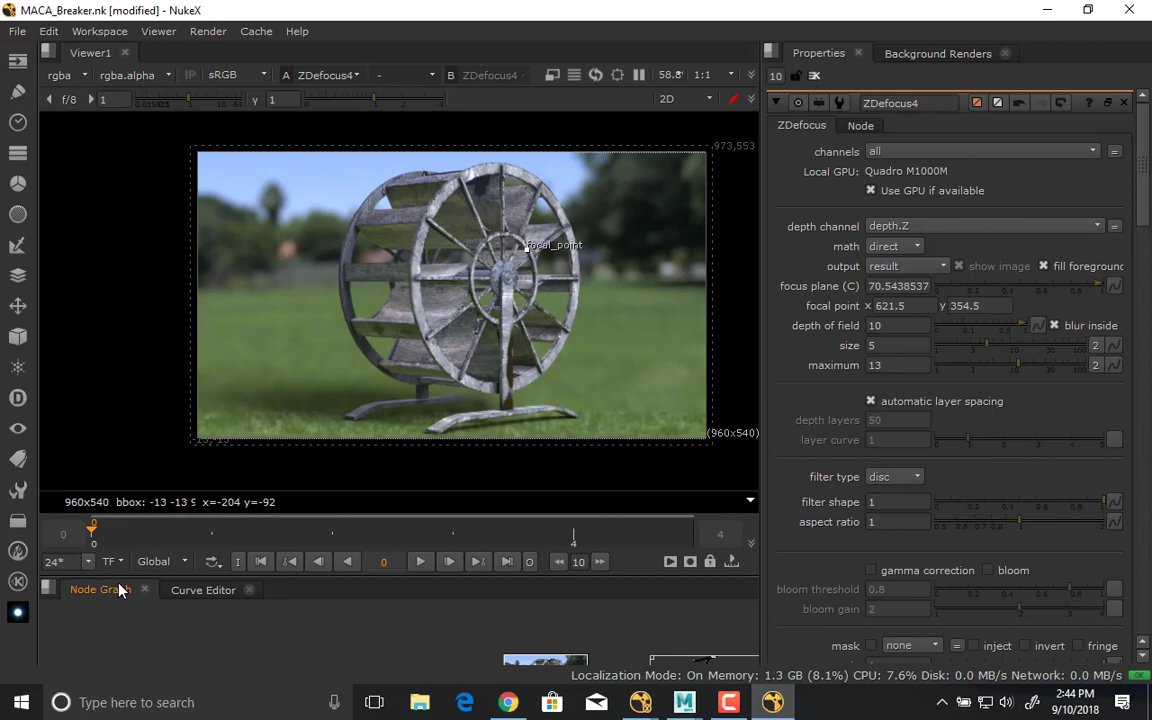 MACA_Breaker.nk [modified] - NukeX
File Edit Workspace Viewer Render Cache Help
Viewer1
rgba rgba.alpha IP sRGB A ZDefocus4 - B ZDefocus4 58.8 1:1
f/8 1 γ 1 2D
973,553
focal_point
(960x540)
-13,-13
960x540 bbox: -13 -13 9 x=-204 y=-92
0 0 0 4 4
24* TF Global I 0 O 10
Node Graph Curve Editor
Properties Background Renders
10
ZDefocus4
ZDefocus Node
channels all =
Local GPU: Quadro M1000M
Use GPU if available
depth channel depth.Z =
math direct
output result show image fill foreground
focus plane (C) 70.5438537
focal point x 621.5 y 354.5
depth of field 10 blur inside
size 5 2
maximum 13 2
automatic layer spacing
depth layers 50
layer curve 1
filter type disc
filter shape 1
aspect ratio 1
gamma correction bloom
bloom threshold 0.8
bloom gain 2
mask none = inject invert fringe
Localization Mode: On Memory: 1.3 GB (8.1%) CPU: 7.6% Disk: 0.0 MB/s Network: 0.0 MB/s OK
Type here to search
2:44 PM
9/10/2018